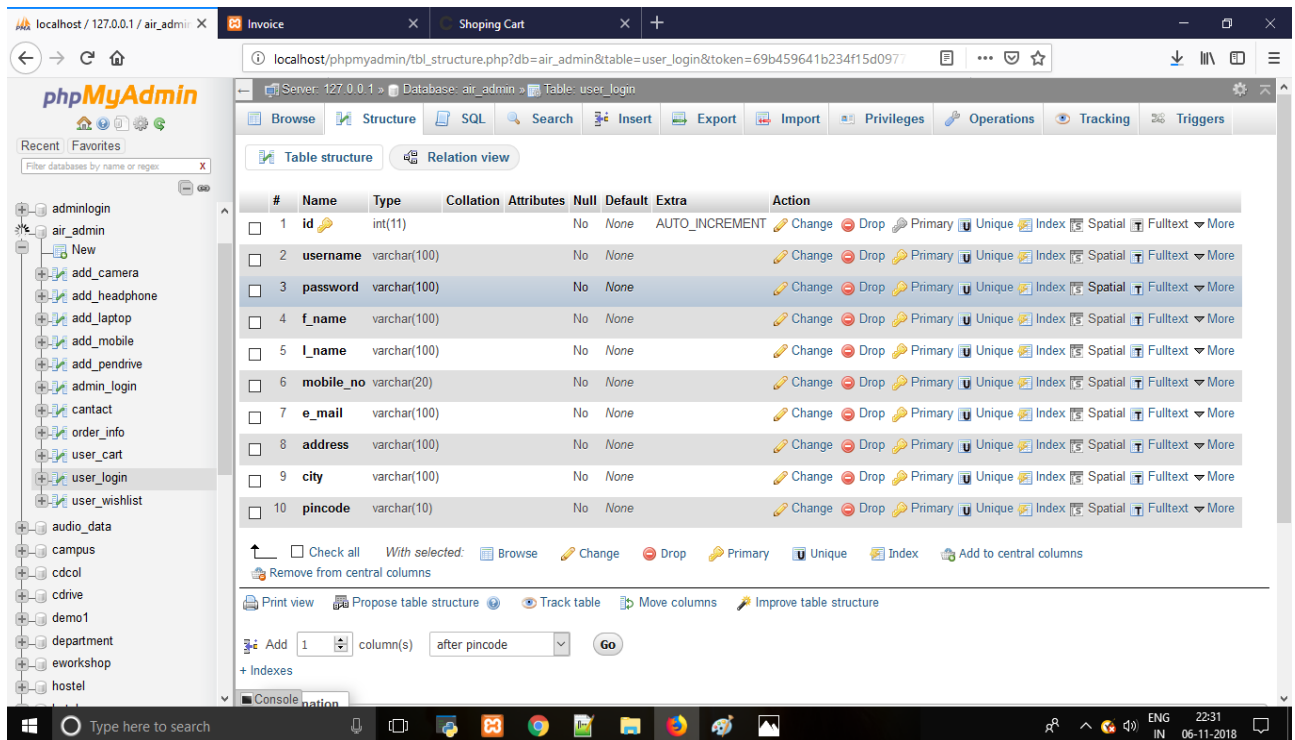 localhost / 127.0.0.1 / air_admin
Invoice
Shoping Cart
localhost/phpmyadmin/tbl_structure.php?db=air_admin&table=user_login&token=69b459641b234f15d0977
phpMyAdmin
Recent Favorites
Filter databases by name or regex X
adminlogin
air_admin
New
add_camera
add_headphone
add_laptop
add_mobile
add_pendrive
admin_login
cantact
order_info
user_cart
user_login
user_wishlist
audio_data
campus
cdcol
cdrive
demo1
department
eworkshop
hostel
Server: 127.0.0.1 » Database: air_admin » Table: user_login
Browse Structure SQL Search Insert Export Import Privileges Operations Tracking Triggers
Table structure Relation view
# Name Type Collation Attributes Null Default Extra Action
1 id int(11) No None AUTO_INCREMENT Change Drop Primary Unique Index Spatial Fulltext More
2 username varchar(100) No None Change Drop Primary Unique Index Spatial Fulltext More
3 password varchar(100) No None Change Drop Primary Unique Index Spatial Fulltext More
4 f_name varchar(100) No None Change Drop Primary Unique Index Spatial Fulltext More
5 l_name varchar(100) No None Change Drop Primary Unique Index Spatial Fulltext More
6 mobile_no varchar(20) No None Change Drop Primary Unique Index Spatial Fulltext More
7 e_mail varchar(100) No None Change Drop Primary Unique Index Spatial Fulltext More
8 address varchar(100) No None Change Drop Primary Unique Index Spatial Fulltext More
9 city varchar(100) No None Change Drop Primary Unique Index Spatial Fulltext More
10 pincode varchar(10) No None Change Drop Primary Unique Index Spatial Fulltext More
Check all With selected: Browse Change Drop Primary Unique Index Add to central columns
Remove from central columns
Print view Propose table structure Track table Move columns Improve table structure
Add 1 column(s) after pincode Go
+ Indexes
Console
Type here to search
ENG 22:31
IN 06-11-2018